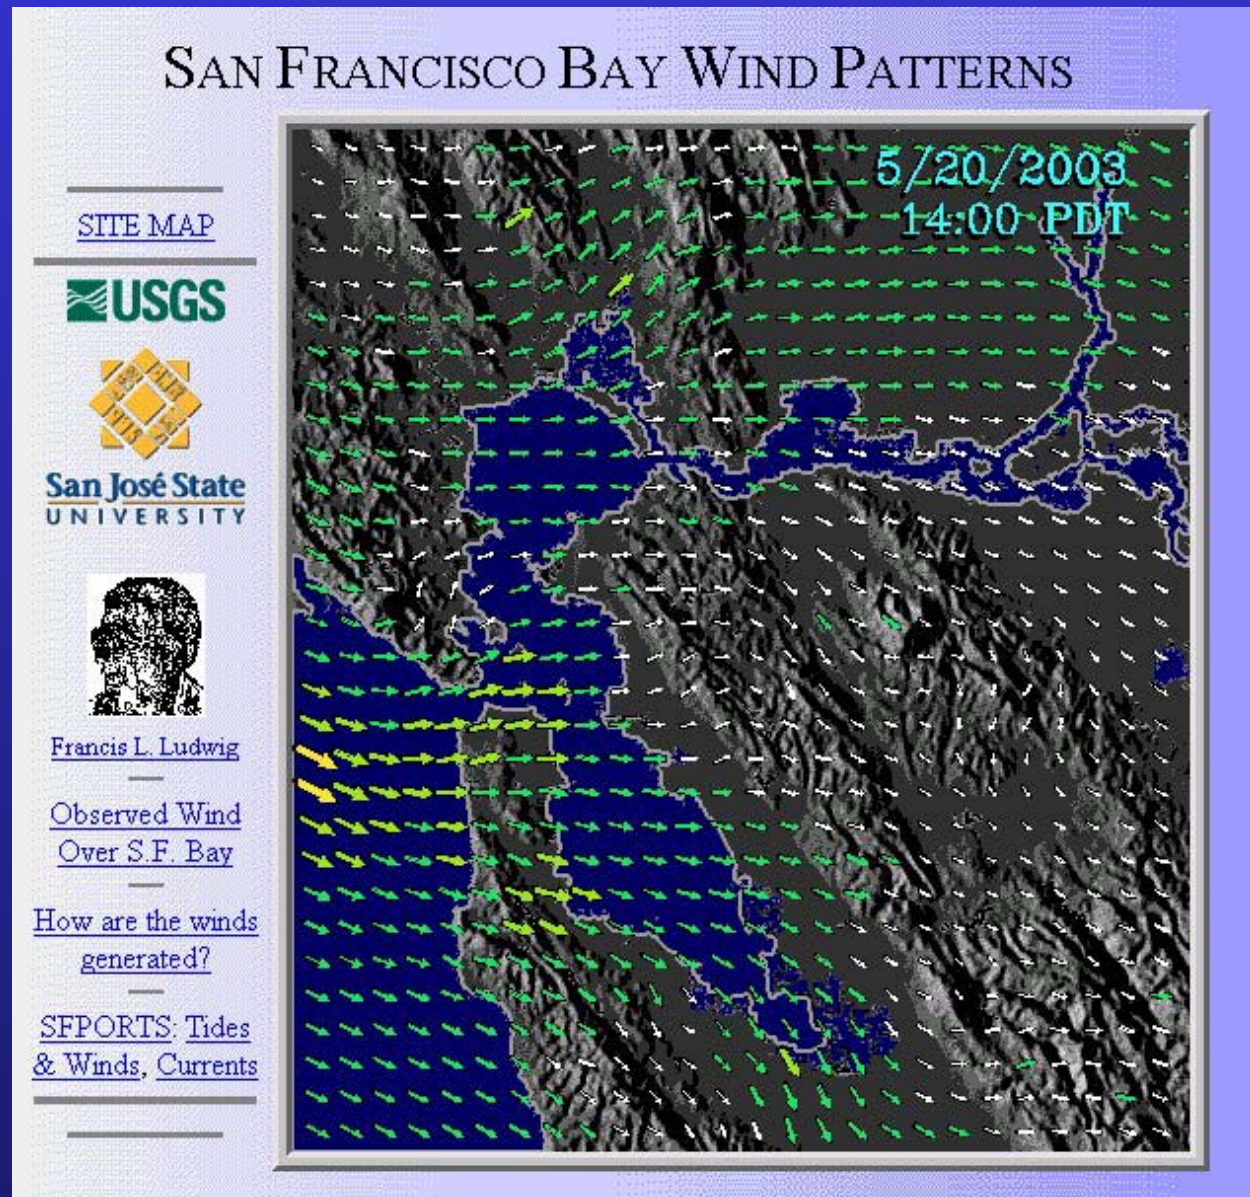 SAN FRANCISCO BAY WIND PATTERNS
5/20/2003
14:00 PDT
SITE MAP
USGS
San José State
UNIVERSITY
Francis L. Ludwig
Observed Wind
Over S.F. Bay
How are the winds
generated?
SFPORTS: Tides
& Winds, Currents